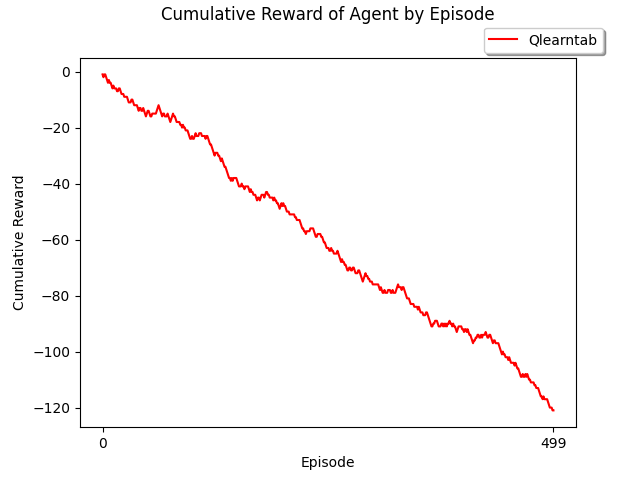 Cumulative Reward of Agent by Episode
Qlearntab
0
−20
−40
−60
−80
−100
−120
Cumulative Reward
0
499
Episode